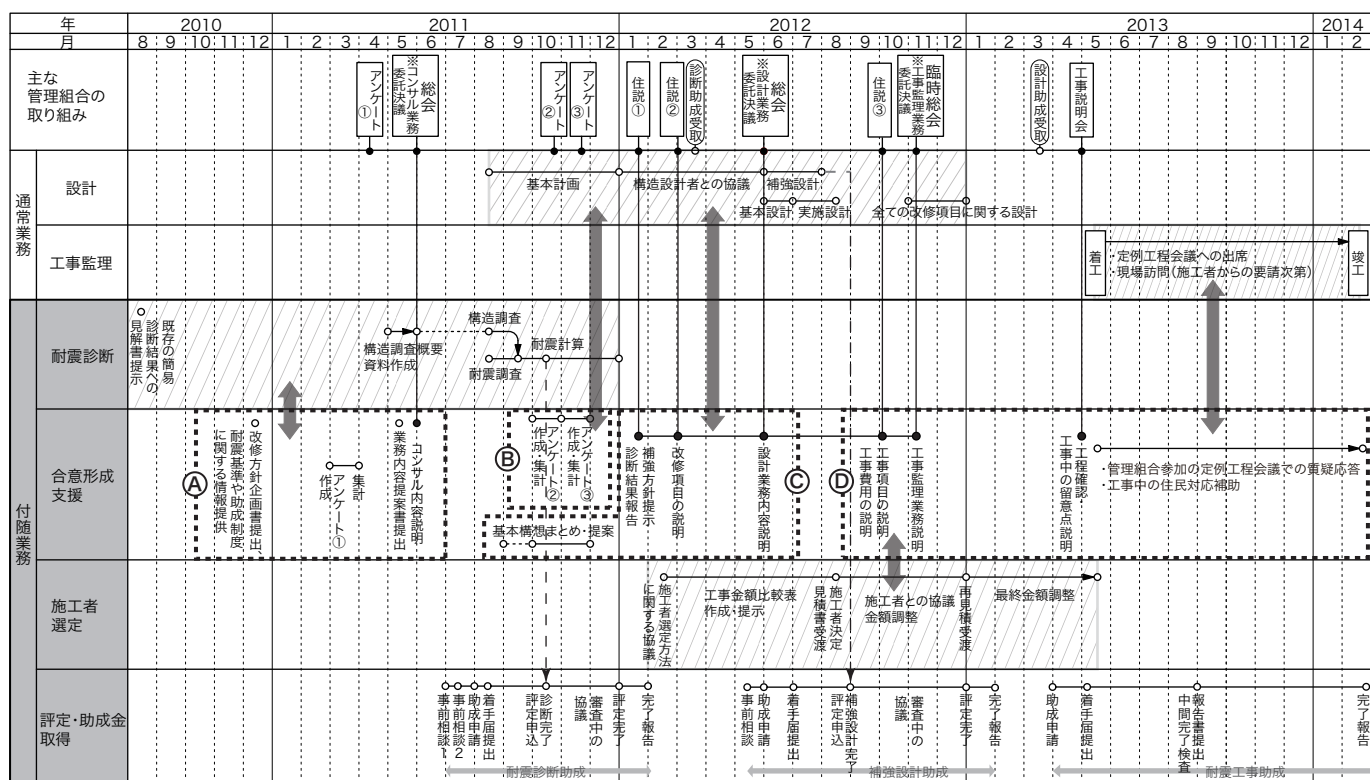 年
2010
2011
2012
2013
2014
月
8 9 10 11 12 1 2 3 4 5 6 7 8 9 10 11 12 1 2 3 4 5 6 7 8 9 10 11 12 1 2 3 4 5 6 7 8 9 10 11 12 1 2
主な
管理組合の
取り組み
アンケート①
総会
※コンサル業務
委託決議
アンケート②
アンケート③
住説①
住説②
診断助成受取
総会
※設計業務
委託決議
住説③
臨時総会
※工事監理業務
委託決議
設計助成受取
工事説明会
通常業務
設計
基本計画
構造設計者との協議
補強設計
基本設計
実施設計
全ての改修項目に関する設計
工事監理
着工
・定例工程会議への出席
・現場訪問(施工者からの要請次第)
竣工
付随業務
耐震診断
既存の簡易
診断結果への
見解書提示
構造調査概要
資料作成
構造調査
耐震調査
耐震計算
合意形成
支援
A
改修方針企画書提出、
耐震基準や助成制度
に関する情報提供
アンケート①
作成
集計
業務内容提案書提出
コンサル内容説明
B
アンケート②
作成・集計
アンケート③
作成・集計
基本構想まとめ・提案
補強方針提示
診断結果報告
改修項目の説明
設計業務内容説明
C
D
工事項目の説明
工事費用の説明
工事監理業務説明
工程確認
工事中の留意点説明
・管理組合参加の定例工程会議での質疑応答
・工事中の住民対応補助
施工者
選定
施工者選定方法
に関する協議
工事金額比較表
作成・提示
施工者決定
見積書受渡
施工者との協議
金額調整
再見積受渡
最終金額調整
評定・助成金
取得
事前相談1
事前相談2
助成申請
着手届提出
診断完了
評定申込
審査中の
協議
評定完了
完了報告
耐震診断助成
事前相談
助成申請
着手届提出
補強設計完了
評定申込
審査中の
協議
評定完了
完了報告
補強設計助成
助成申請
着手届提出
報告書提出
中間完了検査
完了報告
耐震工事助成